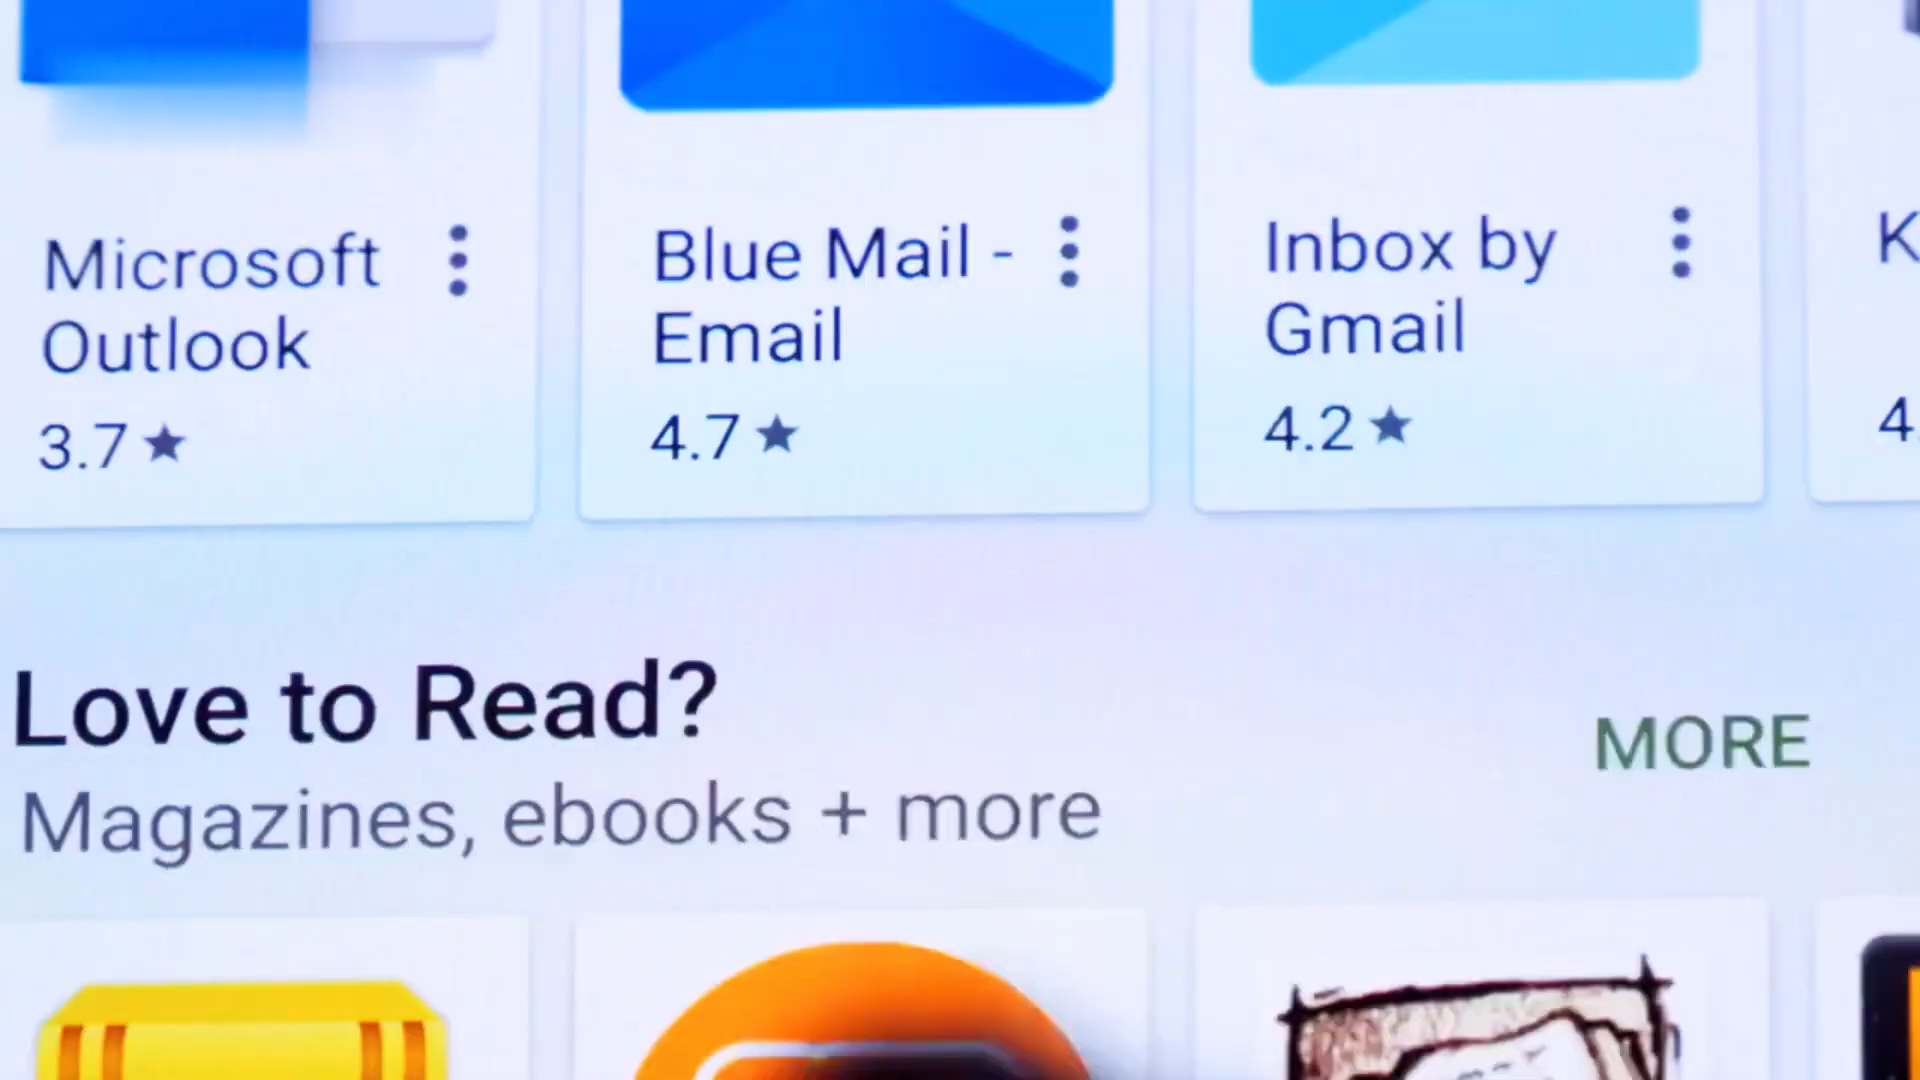 Microsoft
Outlook
3.7
Blue Mail -
Email
4.7
Inbox by
Gmail
4.2
K
4.
Love to Read?
MORE
Magazines, ebooks + more